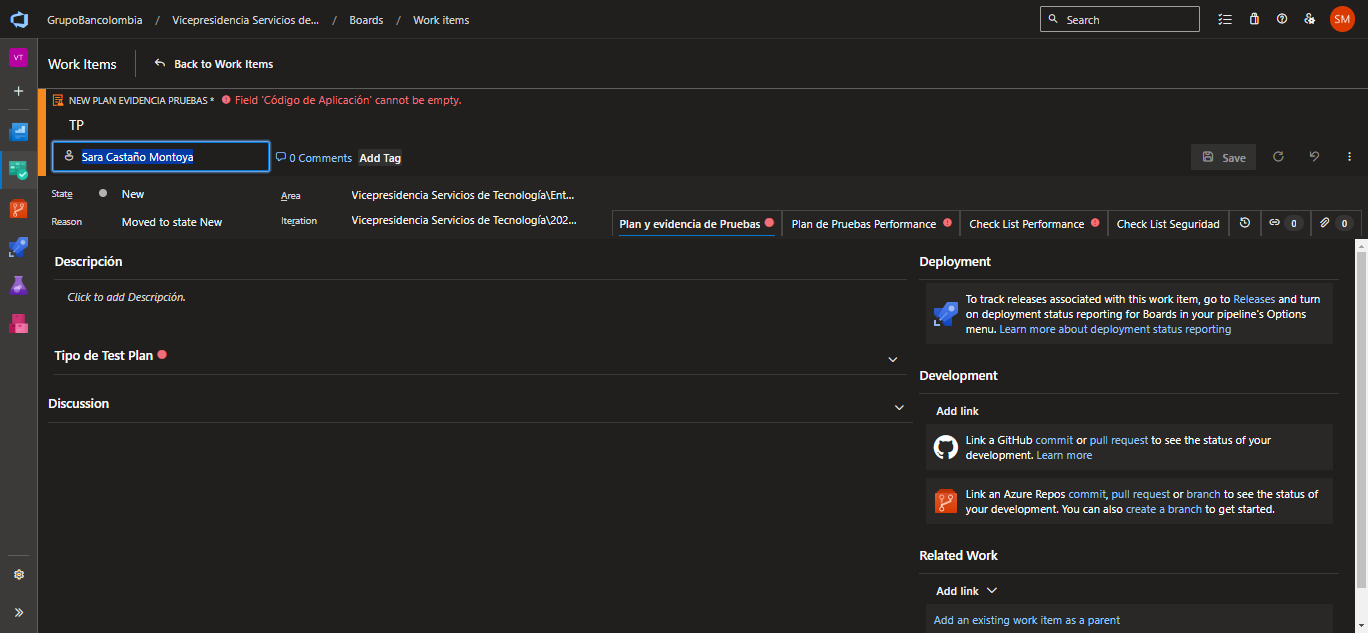 GrupoBancolombia / Vicepresidencia Servicios de... / Boards / Work items
Search
SM
VT
Work Items
Back to Work Items
NEW PLAN EVIDENCIA PRUEBAS * Field 'Código de Aplicación' cannot be empty.
TP
Sara Castaño Montoya
0 Comments
Add Tag
Save
State
New
Area
Vicepresidencia Servicios de Tecnología\Ent...
Reason
Moved to state New
Iteration
Vicepresidencia Servicios de Tecnología\202...
Plan y evidencia de Pruebas
Plan de Pruebas Performance
Check List Performance
Check List Seguridad
0
0
Descripción
Click to add Descripción.
Tipo de Test Plan
Discussion
Deployment
To track releases associated with this work item, go to Releases and turn
on deployment status reporting for Boards in your pipeline's Options
menu. Learn more about deployment status reporting
Development
Add link
Link a GitHub commit or pull request to see the status of your
development. Learn more
Link an Azure Repos commit, pull request or branch to see the status of
your development. You can also create a branch to get started.
Related Work
Add link
Add an existing work item as a parent